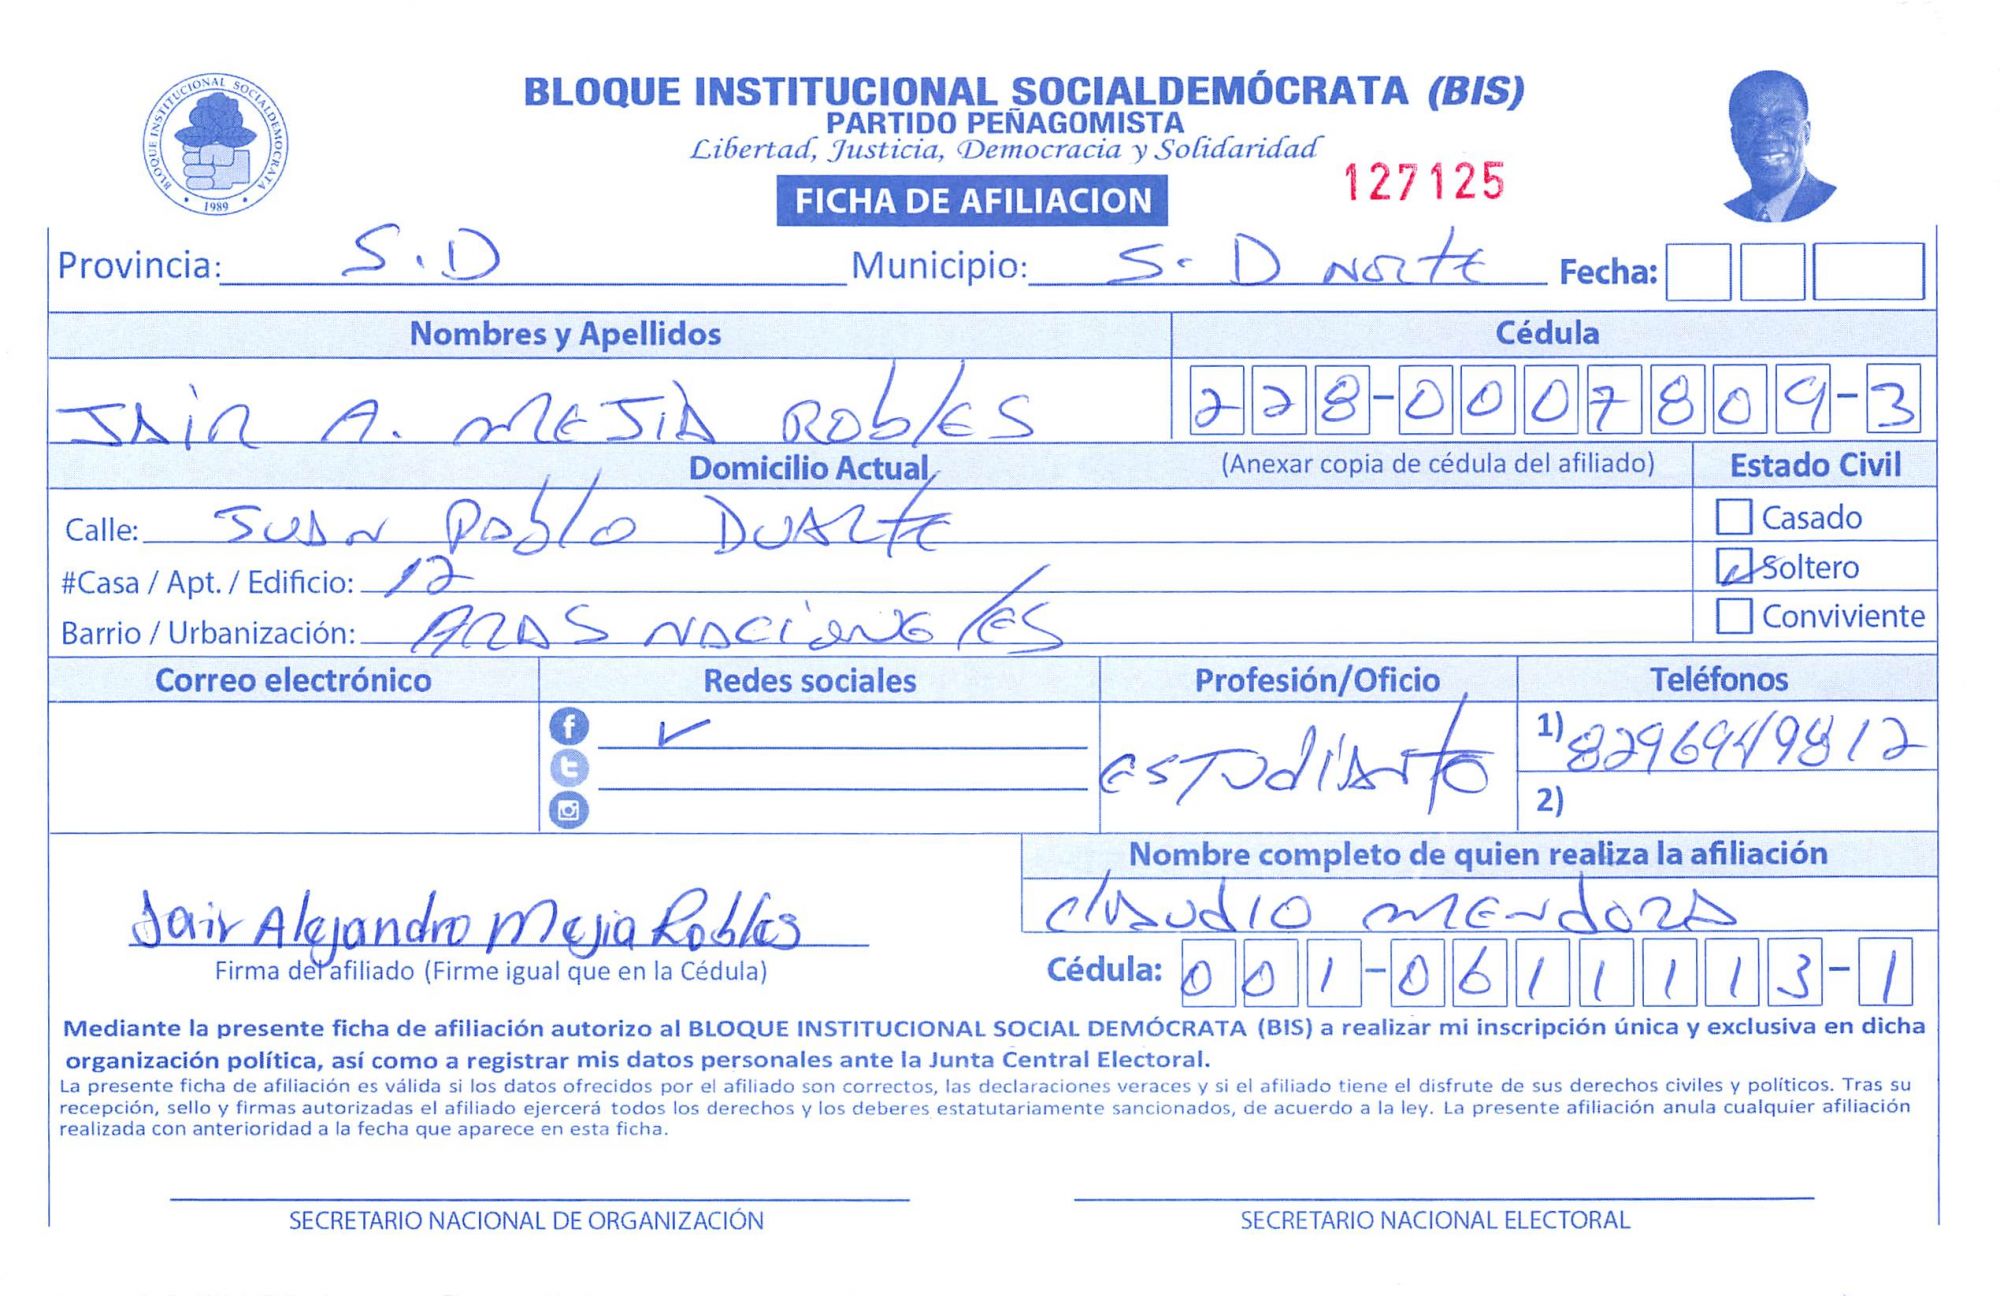 BLOQUE INSTITUCIONAL SOCIALDEMOCRATA
1989
BLOQUE INSTITUCIONAL SOCIALDEMÓCRATA (BIS)
PARTIDO PEÑAGOMISTA
Libertad, Justicia, Democracia y Solidaridad
127125
FICHA DE AFILIACION
Provincia: S.D Municipio: S. D NORTE Fecha:
Nombres y Apellidos Cédula
JAIR A. MEJIA ROBLES 228-0007809-3
Domicilio Actual (Anexar copia de cédula del afiliado) Estado Civil
Calle: JUAN PABLO DUARTE Casado
#Casa / Apt. / Edificio: 12 Soltero
Barrio / Urbanización: ARAS Conviviente
Correo electrónico Redes sociales Profesión/Oficio Teléfonos
f ✓ ESTUDIANTE 1) 8296949812
2)
Nombre completo de quien realiza la afiliación
Claudio MENDOZA
Jair Alejandro Mejia Robles
Firma del afiliado (Firme igual que en la Cédula) Cédula: 001-0611113-1
Mediante la presente ficha de afiliación autorizo al BLOQUE INSTITUCIONAL SOCIAL DEMÓCRATA (BIS) a realizar mi inscripción única y exclusiva en dicha
organización política, así como a registrar mis datos personales ante la Junta Central Electoral.
La presente ficha de afiliación es válida si los datos ofrecidos por el afiliado son correctos, las declaraciones veraces y si el afiliado tiene el disfrute de sus derechos civiles y políticos. Tras su
recepción, sello y firmas autorizadas el afiliado ejercerá todos los derechos y los deberes estatutariamente sancionados, de acuerdo a la ley. La presente afiliación anula cualquier afiliación
realizada con anterioridad a la fecha que aparece en esta ficha.
SECRETARIO NACIONAL DE ORGANIZACIÓN SECRETARIO NACIONAL ELECTORAL